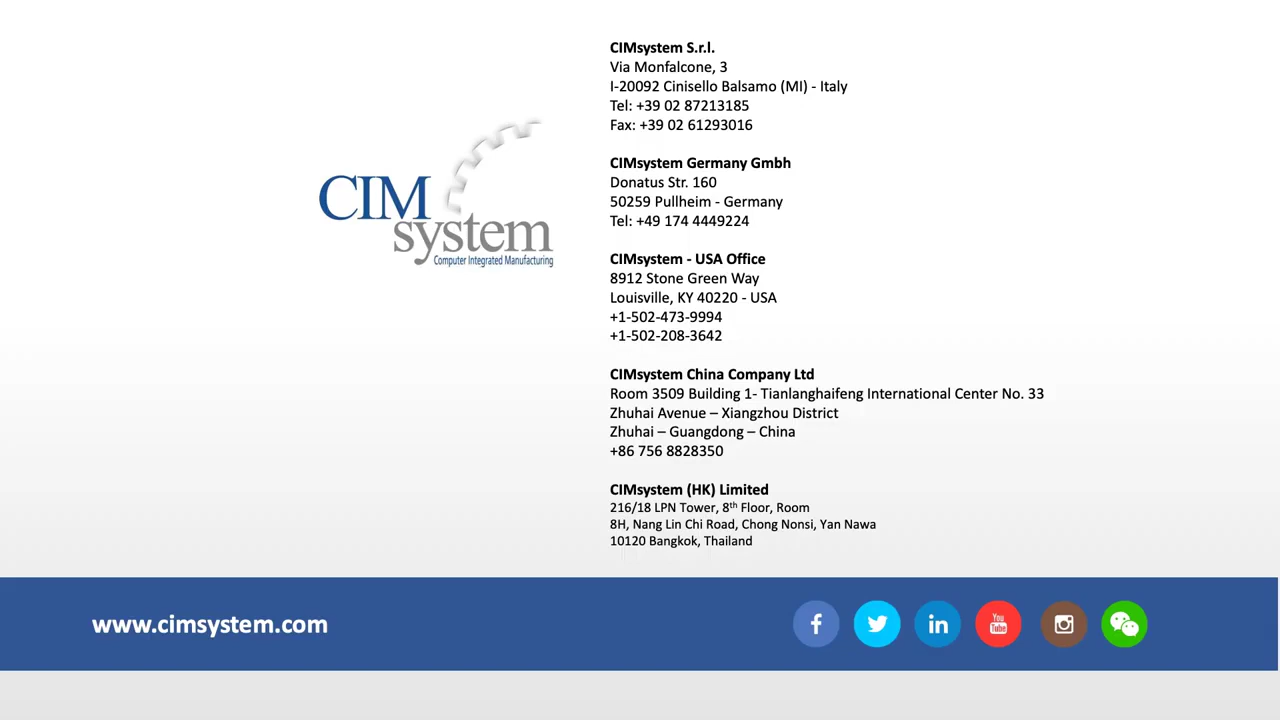 CIM
system
Computer Integrated Manufacturing
CIMsystem S.r.l.
Via Monfalcone, 3
I-20092 Cinisello Balsamo (MI) - Italy
Tel: +39 02 87213185
Fax: +39 02 61293016
CIMsystem Germany Gmbh
Donatus Str. 160
50259 Pullheim - Germany
Tel: +49 174 4449224
CIMsystem - USA Office
8912 Stone Green Way
Louisville, KY 40220 - USA
+1-502-473-9994
+1-502-208-3642
CIMsystem China Company Ltd
Room 3509 Building 1- Tianlanghaifeng International Center No. 33
Zhuhai Avenue – Xiangzhou District
Zhuhai – Guangdong – China
+86 756 8828350
CIMsystem (HK) Limited
216/18 LPN Tower, 8th Floor, Room
8H, Nang Lin Chi Road, Chong Nonsi, Yan Nawa
10120 Bangkok, Thailand
www.cimsystem.com
f
in
You
Tube